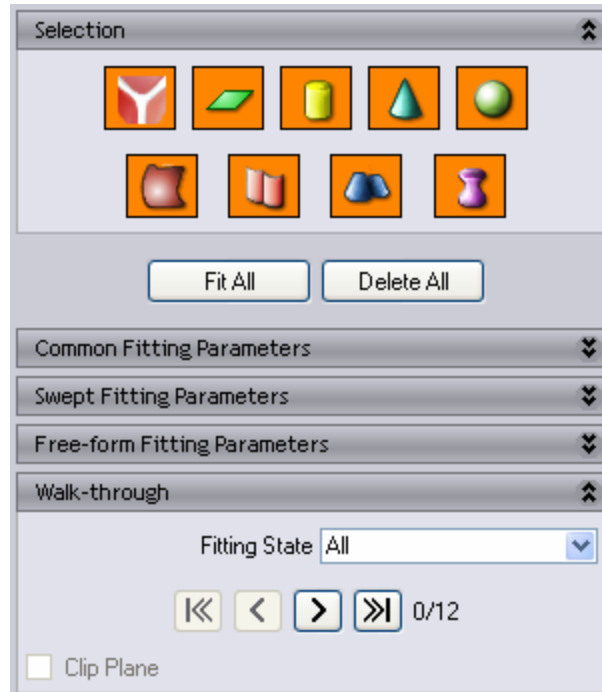 Selection
Fit All Delete All
Common Fitting Parameters
Swept Fitting Parameters
Free-form Fitting Parameters
Walk-through
Fitting State All
0/12
Clip Plane